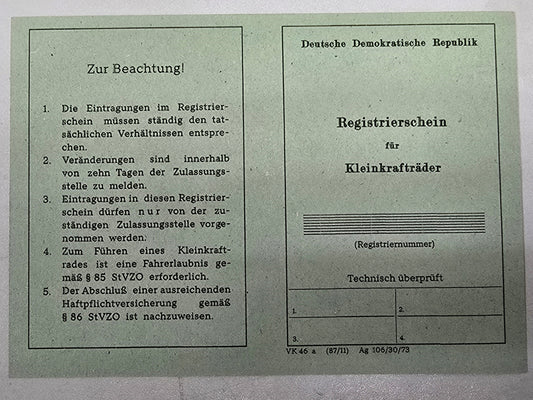 Zur Beachtung!
1. Die Eintragungen im Registrier-
schein müssen ständig den tat-
sächlichen Verhältnissen entspre-
chen.
2. Veränderungen sind innerhalb
von zehn Tagen der Zulassungs-
stelle zu melden.
3. Eintragungen in diesen Registrier-
schein dürfen nur von der zu-
ständigen Zulassungsstelle vorge-
nommen werden.
4. Zum Führen eines Kleinkraft-
rades ist eine Fahrerlaubnis ge-
mäß § 85 StVZO erforderlich.
5. Der Abschluß einer ausreichenden
Haftpflichtversicherung gemäß
§ 86 StVZO ist nachzuweisen.
Deutsche Demokratische Republik
Registrierschein
für
Kleinkrafträder
(Registriernummer)
Technisch überprüft
1. 2.
3. 4.
VK 46 a (87/11) Ag 106/30/73